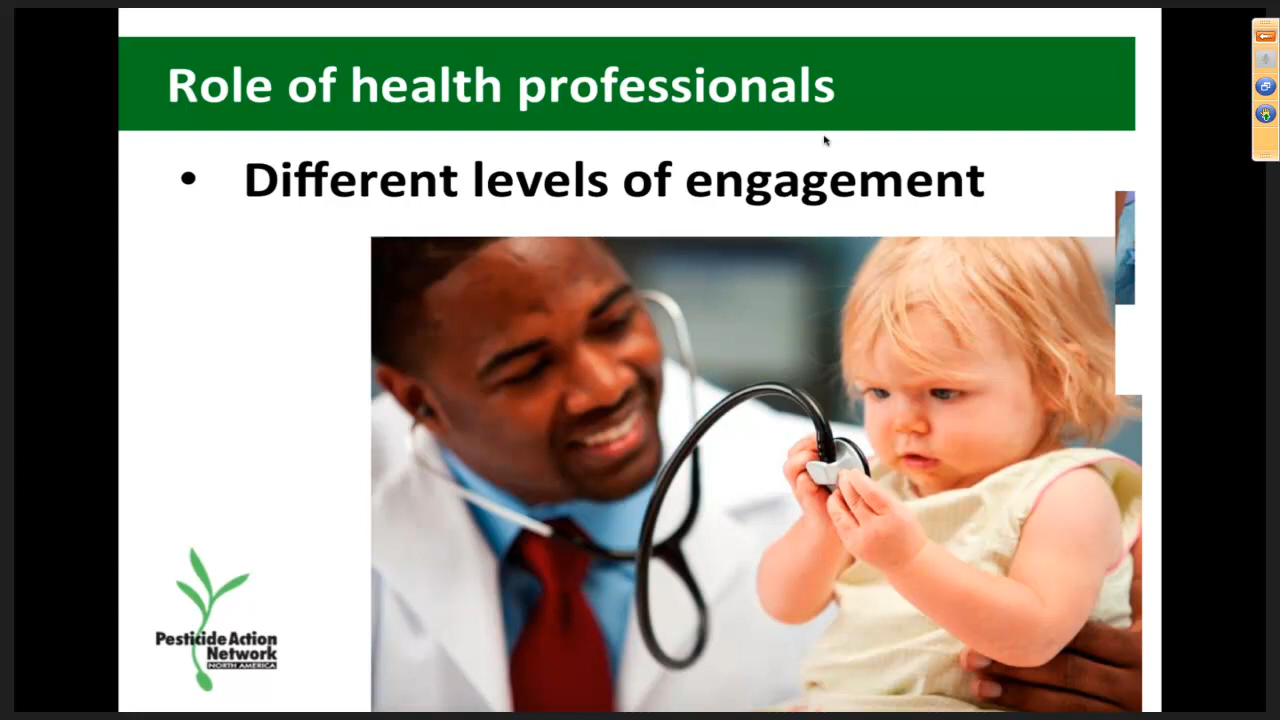 Role of health professionals
• Different levels of engagement
Pesticide Action
Network
NORTH AMERICA